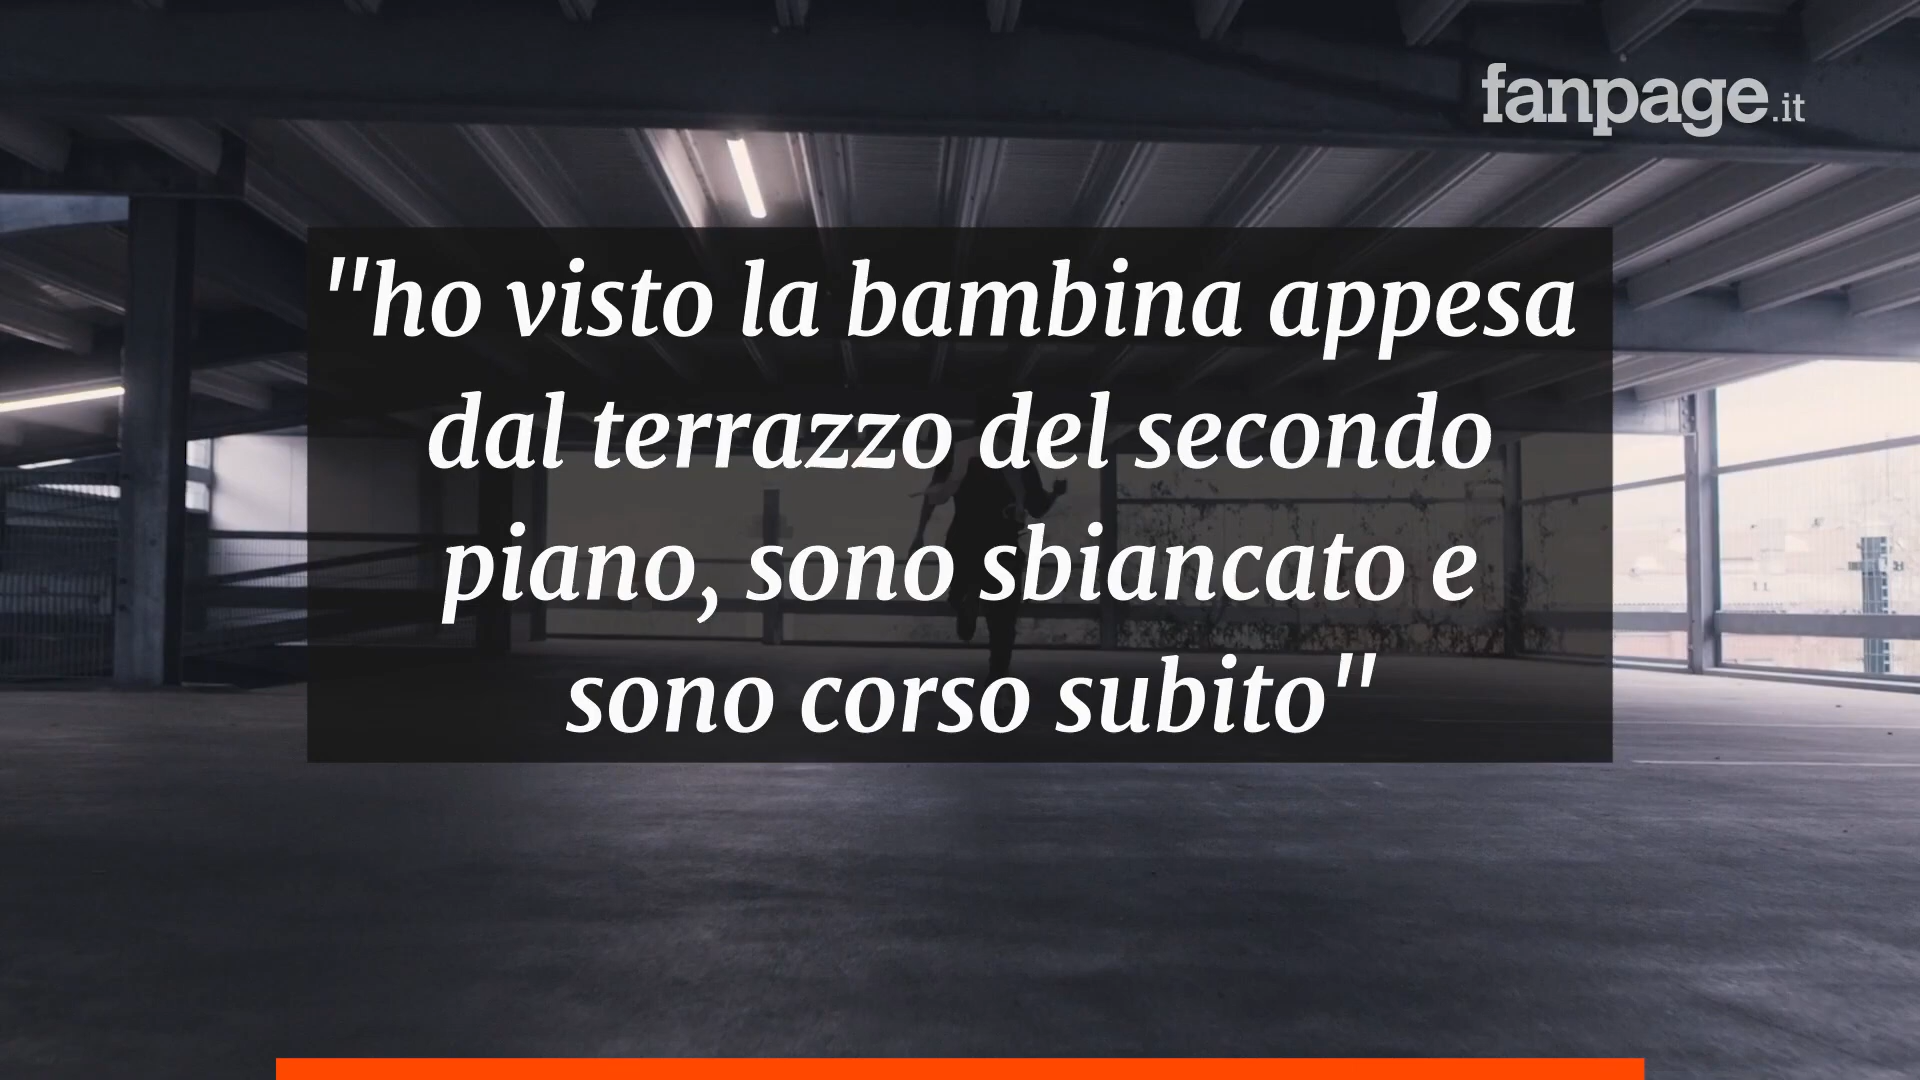 fanpage.it
"ho visto la bambina appesa
dal terrazzo del secondo
piano, sono sbiancato e
sono corso subito"